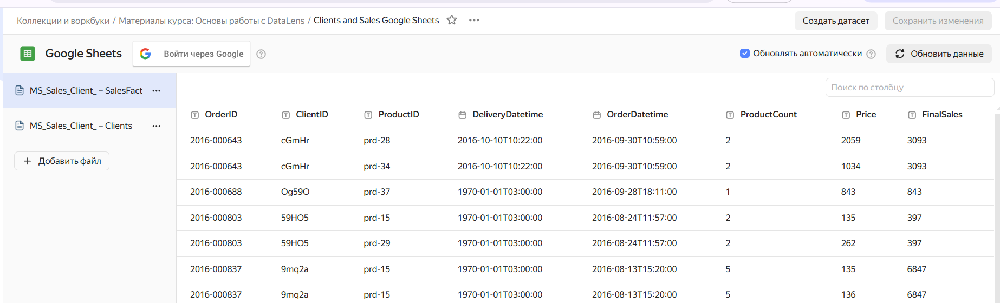 Коллекции и воркбуки / Материалы курса: Основы работы с DataLens / Clients and Sales Google Sheets
Создать датасет
Сохранить изменения
Google Sheets
Войти через Google
Обновлять автоматически
Обновить данные
MS_Sales_Client_ – SalesFact
MS_Sales_Client_ – Clients
Добавить файл
Поиск по столбцу
OrderID ClientID ProductID DeliveryDatetime OrderDatetime ProductCount Price FinalSales
2016-000643 cGmHr prd-28 2016-10-10T10:22:00 2016-09-30T10:59:00 2 2059 3093
2016-000643 cGmHr prd-34 2016-10-10T10:22:00 2016-09-30T10:59:00 2 1034 3093
2016-000688 Og59O prd-37 1970-01-01T03:00:00 2016-09-28T18:11:00 1 843 843
2016-000803 59HO5 prd-15 1970-01-01T03:00:00 2016-08-24T11:57:00 2 135 397
2016-000803 59HO5 prd-29 1970-01-01T03:00:00 2016-08-24T11:57:00 2 262 397
2016-000837 9mq2a prd-15 1970-01-01T03:00:00 2016-08-13T15:20:00 5 135 6847
2016-000837 9mq2a prd-15 1970-01-01T03:00:00 2016-08-13T15:20:00 5 136 6847